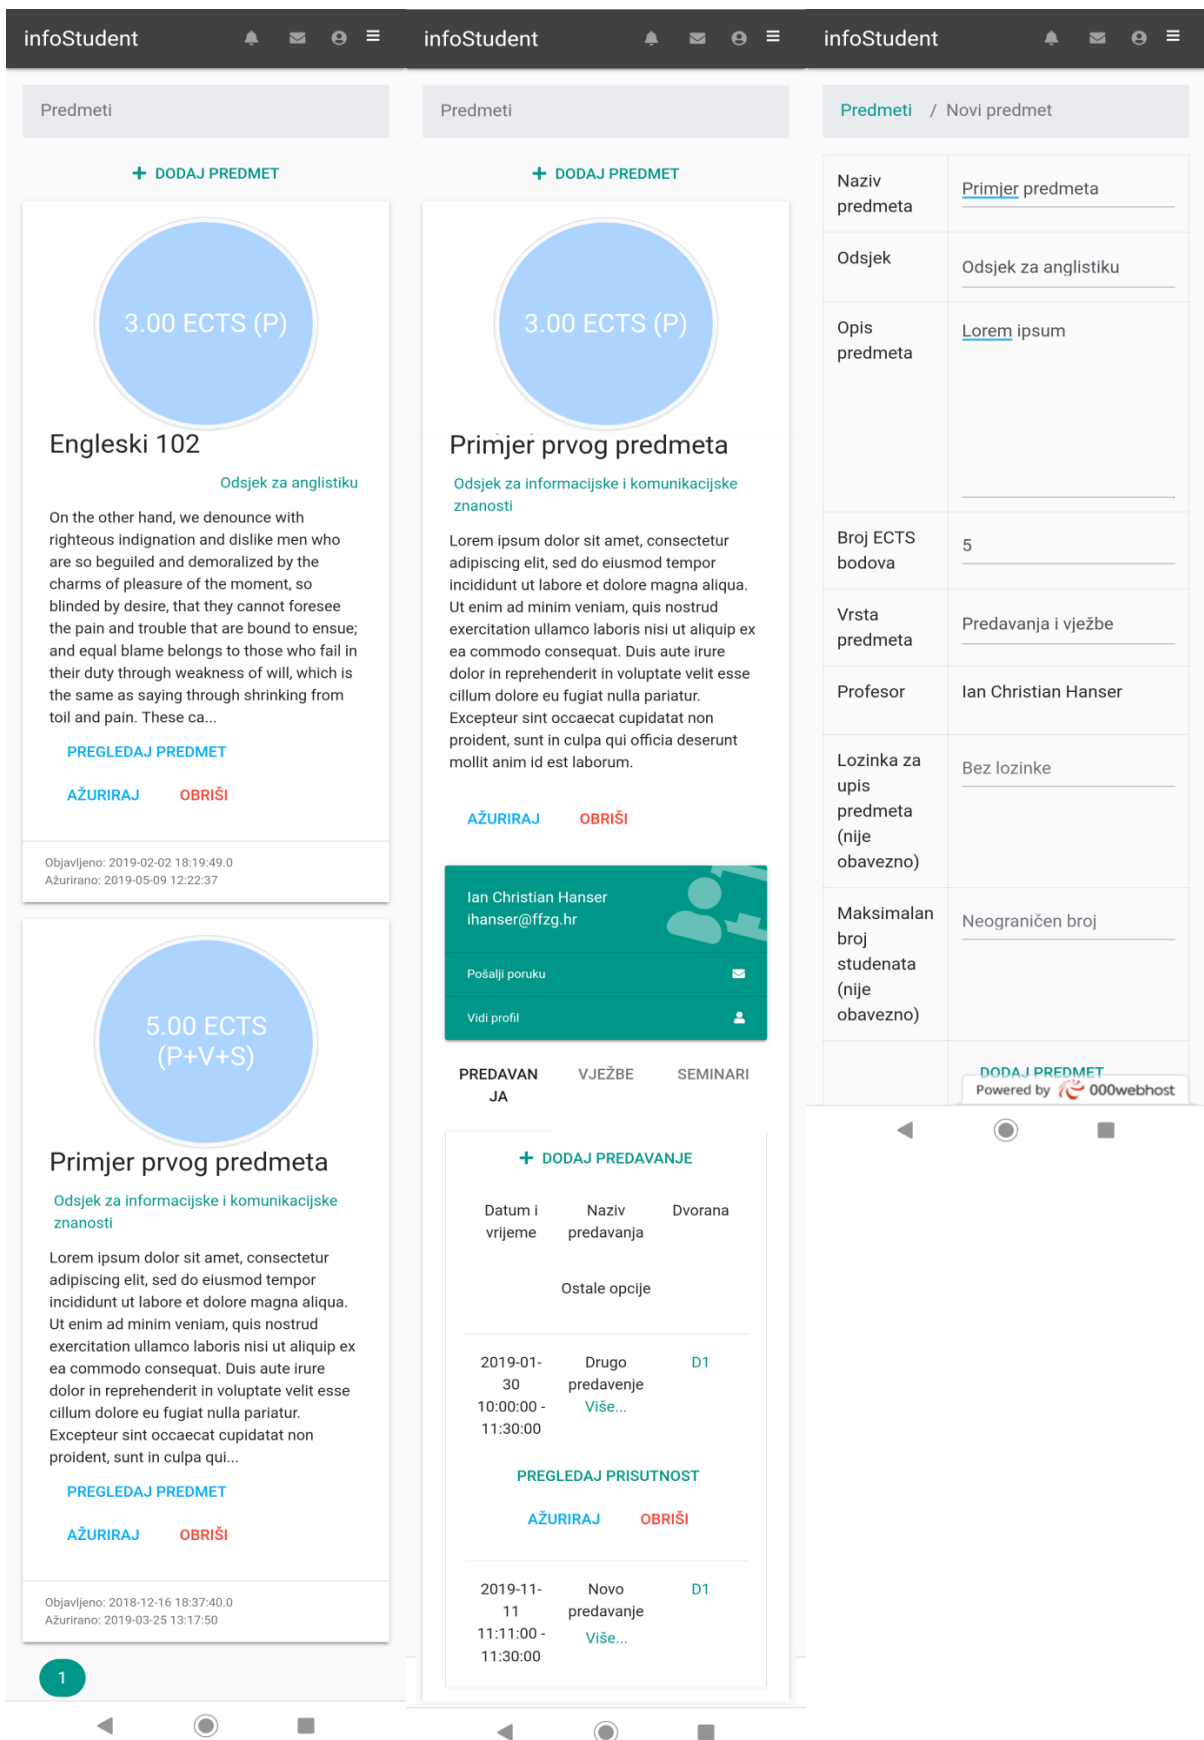 infoStudent
Predmeti
DODAJ PREDMET
3.00 ECTS (P)
Engleski 102
Odsjek za anglistiku
On the other hand, we denounce with
righteous indignation and dislike men who
are so beguiled and demoralized by the
charms of pleasure of the moment, so
blinded by desire, that they cannot foresee
the pain and trouble that are bound to ensue;
and equal blame belongs to those who fail in
their duty through weakness of will, which is
the same as saying through shrinking from
toil and pain. These ca...
PREGLEDAJ PREDMET
AŽURIRAJ OBRIŠI
Objavljeno: 2019-02-02 18:19:49.0
Ažurirano: 2019-05-09 12:22:37
5.00 ECTS
(P+V+S)
Primjer prvog predmeta
Odsjek za informacijske i komunikacijske
znanosti
Lorem ipsum dolor sit amet, consectetur
adipiscing elit, sed do eiusmod tempor
incididunt ut labore et dolore magna aliqua.
Ut enim ad minim veniam, quis nostrud
exercitation ullamco laboris nisi ut aliquip ex
ea commodo consequat. Duis aute irure
dolor in reprehenderit in voluptate velit esse
cillum dolore eu fugiat nulla pariatur.
Excepteur sint occaecat cupidatat non
proident, sunt in culpa qui...
PREGLEDAJ PREDMET
AŽURIRAJ OBRIŠI
Objavljeno: 2018-12-16 18:37:40.0
Ažurirano: 2019-03-25 13:17:50
1
infoStudent
Predmeti
DODAJ PREDMET
3.00 ECTS (P)
Primjer prvog predmeta
Odsjek za informacijske i komunikacijske
znanosti
Lorem ipsum dolor sit amet, consectetur
adipiscing elit, sed do eiusmod tempor
incididunt ut labore et dolore magna aliqua.
Ut enim ad minim veniam, quis nostrud
exercitation ullamco laboris nisi ut aliquip ex
ea commodo consequat. Duis aute irure
dolor in reprehenderit in voluptate velit esse
cillum dolore eu fugiat nulla pariatur.
Excepteur sint occaecat cupidatat non
proident, sunt in culpa qui officia deserunt
mollit anim id est laborum.
AŽURIRAJ OBRIŠI
Ian Christian Hanser
ihanser@ffzg.hr
Pošalji poruku
Vidi profil
PREDAVAN VJEŽBE SEMINARI
JA
DODAJ PREDAVANJE
Datum i Naziv Dvorana
vrijeme predavanja
Ostale opcije
2019-01- Drugo D1
30 predavenje
10:00:00 - Više...
11:30:00
PREGLEDAJ PRISUTNOST
AŽURIRAJ OBRIŠI
2019-11- Novo D1
11 predavanje
11:11:00 - Više...
11:30:00
infoStudent
Predmeti / Novi predmet
Naziv Primjer predmeta
predmeta
Odsjek Odsjek za anglistiku
Opis Lorem ipsum
predmeta
Broj ECTS 5
bodova
Vrsta Predavanja i vježbe
predmeta
Profesor Ian Christian Hanser
Lozinka za Bez lozinke
upis
predmeta
(nije
obavezno)
Maksimalan Neograničen broj
broj
studenata
(nije
obavezno)
DODAJ PREDMET
Powered by 000webhost